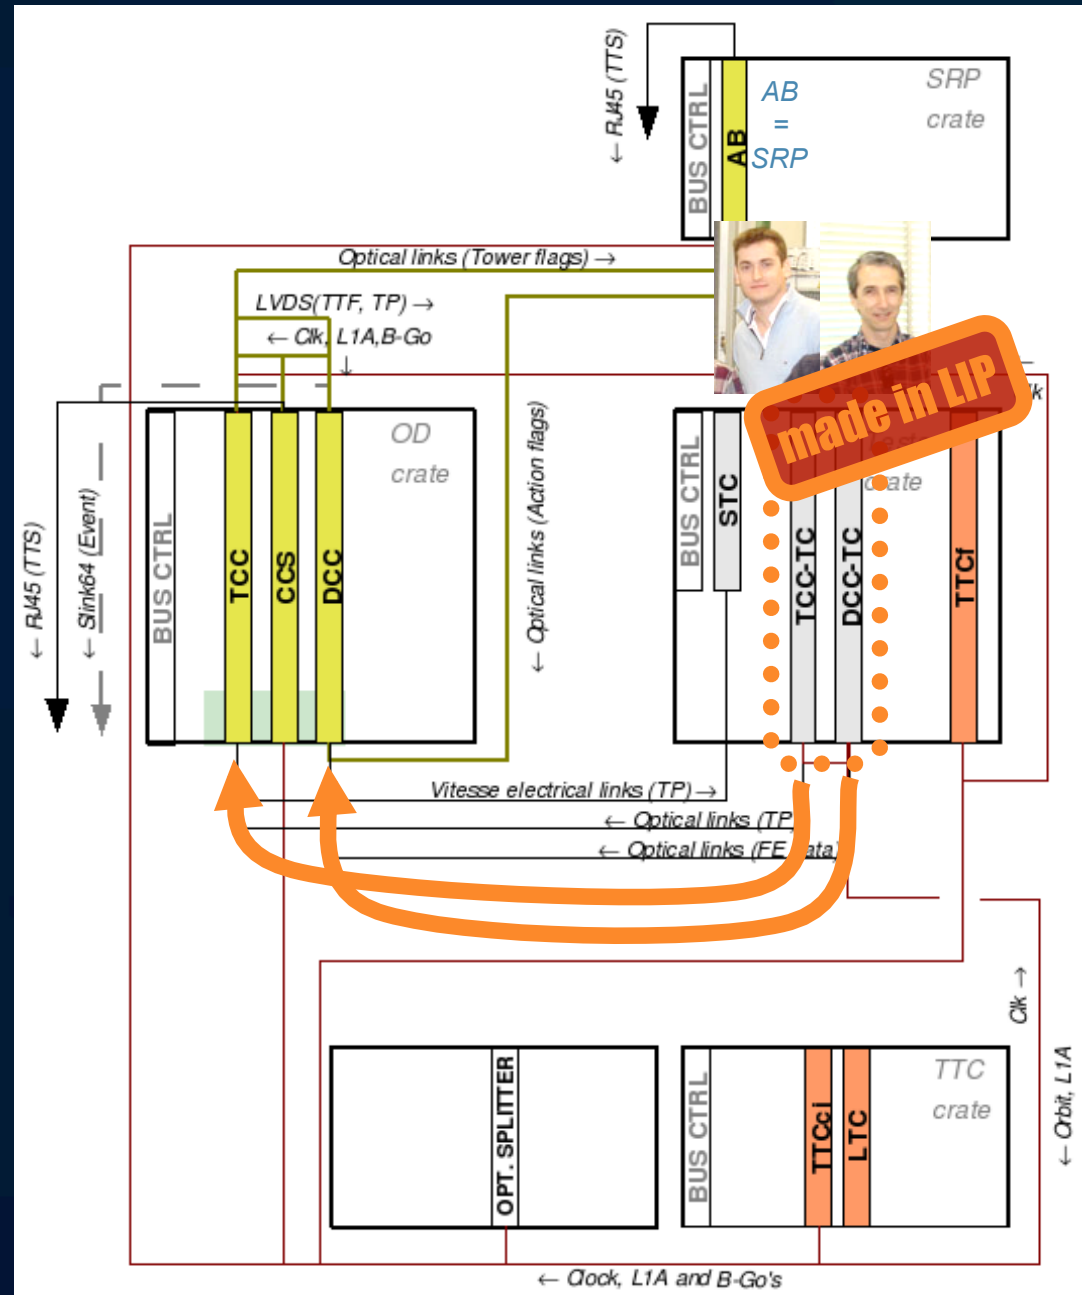 ← RJ45 (TTS)
BUS CTRL
AB
AB
=
SRP
SRP
crate
Optical links (Tower flags) →
LVDS(TTF, TP) →
← Clk, L1A,B-Go
↓
←
made in LIP
← RJ45 (TTS)
← Slink64 (Event)
BUS CTRL
TCC
CCS
DCC
OD
crate
← Optical links (Action flags)
BUS CTRL
STC
TCC-TC
DCC-TC
TTCf
Vitesse electrical links (TP) →
← Optical links (TP)
← Optical links (FE
OPT. SPLITTER
BUS CTRL
TTCci
LTC
TTC
crate
Clk →
← Orbit, L1A
← Clock, L1A and B-Go's